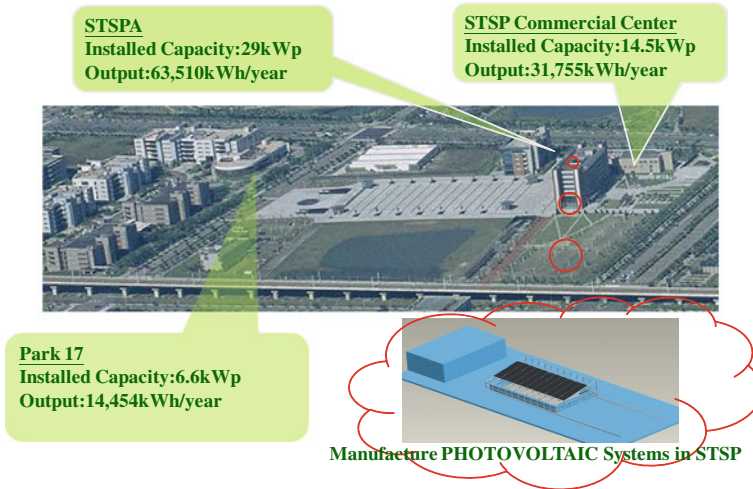 STSPA
Installed Capacity:29kWp
Output:63,510kWh/year
STSP Commercial Center
Installed Capacity:14.5kWp
Output:31,755kWh/year
Park 17
Installed Capacity:6.6kWp
Output:14,454kWh/year
Manufacture PHOTOVOLTAIC Systems in STSP